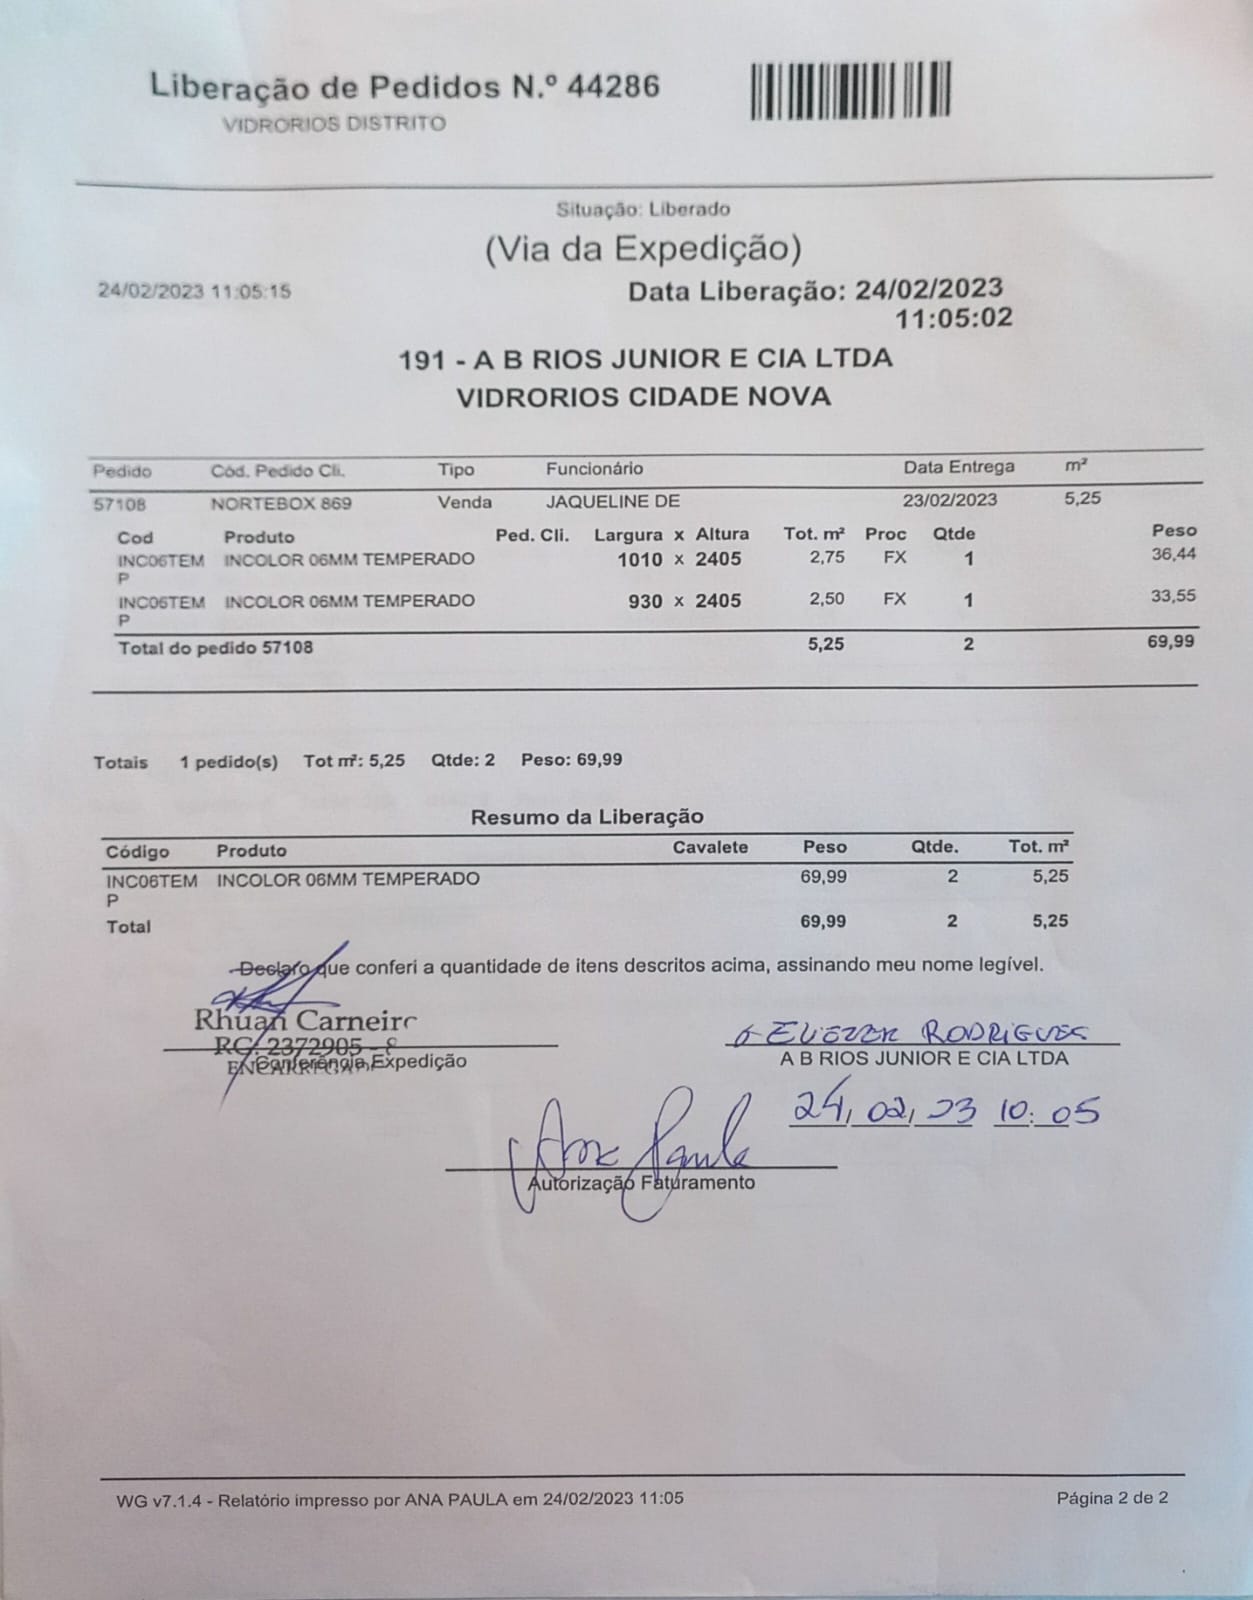 Liberação de Pedidos N.º 44286
VIDRORIOS DISTRITO
Situação: Liberado
(Via da Expedição)
24/02/2023 11:05:15
Data Liberação: 24/02/2023
11:05:02
191 - A B RIOS JUNIOR E CIA LTDA
VIDRORIOS CIDADE NOVA
Pedido Cód. Pedido Cli. Tipo Funcionário Data Entrega m²
57108 NORTEBOX 869 Venda JAQUELINE DE 23/02/2023 5,25
Cod Produto Ped. Cli. Largura x Altura Tot. m² Proc Qtde Peso
INC06TEM INCOLOR 06MM TEMPERADO 1010 x 2405 2,75 FX 1 36,44
P
INC06TEM INCOLOR 06MM TEMPERADO 930 x 2405 2,50 FX 1 33,55
P
Total do pedido 57108 5,25 2 69,99
Totais 1 pedido(s) Tot m²: 5,25 Qtde: 2 Peso: 69,99
Resumo da Liberação
Código Produto Cavalete Peso Qtde. Tot. m²
INC06TEM INCOLOR 06MM TEMPERADO 69,99 2 5,25
P
Total 69,99 2 5,25
Declaro que conferi a quantidade de itens descritos acima, assinando meu nome legível.
Rhuan Carneiro
RG: 2372905 - 8
Conferência Expedição
ELIEZER RODRIGUES
A B RIOS JUNIOR E CIA LTDA
24, 02, 23 10:05
Ana Paula
Autorização Faturamento
WG v7.1.4 - Relatório impresso por ANA PAULA em 24/02/2023 11:05
Página 2 de 2